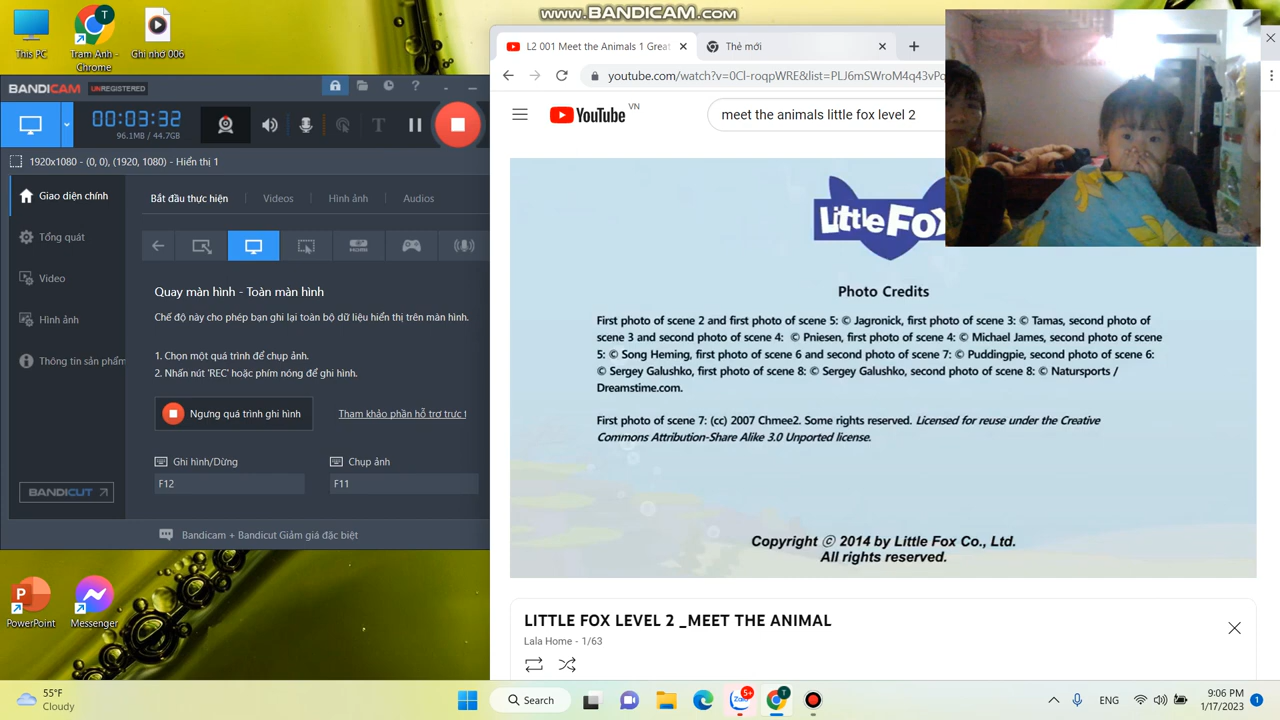 www.BANDICAM.com
This PC
Tram Anh - Chrome
Ghi nhớ 006
BANDICAM UNREGISTERED
00:03:32
96.1MB / 44.7GB
1920x1080 - (0, 0), (1920, 1080) - Hiển thị 1
Giao diện chính
Tổng quát
Video
Hình ảnh
Thông tin sản phẩm
BANDICUT
Bắt đầu thực hiện
Videos
Hình ảnh
Audios
Quay màn hình - Toàn màn hình
Chế độ này cho phép bạn ghi lại toàn bộ dữ liệu hiển thị trên màn hình.
1. Chọn một quá trình để chụp ảnh.
2. Nhấn nút 'REC' hoặc phím nóng để ghi hình.
Ngưng quá trình ghi hình
Tham khảo phần hỗ trợ trực t
Ghi hình/Dừng
Chụp ảnh
F12
F11
Bandicam + Bandicut Giảm giá đặc biệt
PowerPoint
Messenger
L2 001 Meet the Animals 1 Grea
Thẻ mới
youtube.com/watch?v=0CI-roqpWRE&list=PLJ6mSWroM4q43vPo
YouTube VN
meet the animals little fox level 2
Little Fox
Photo Credits
First photo of scene 2 and first photo of scene 5: © Jagronick, first photo of scene 3: © Tamas, second photo of
scene 3 and second photo of scene 4: © Pniesen, first photo of scene 4: © Michael James, second photo of scene
5: © Song Heming, first photo of scene 6 and second photo of scene 7: © Puddingpie, second photo of scene 6:
© Sergey Galushko, first photo of scene 8: © Sergey Galushko, second photo of scene 8: © Natursports /
Dreamstime.com.
First photo of scene 7: (cc) 2007 Chmee2. Some rights reserved. Licensed for reuse under the Creative
Commons Attribution-Share Alike 3.0 Unported license.
Copyright ⓒ 2014 by Little Fox Co., Ltd.
All rights reserved.
LITTLE FOX LEVEL 2 _MEET THE ANIMAL
Lala Home - 1/63
55°F
Cloudy
Search
Zalo
5+
ENG
9:06 PM
1/17/2023
1